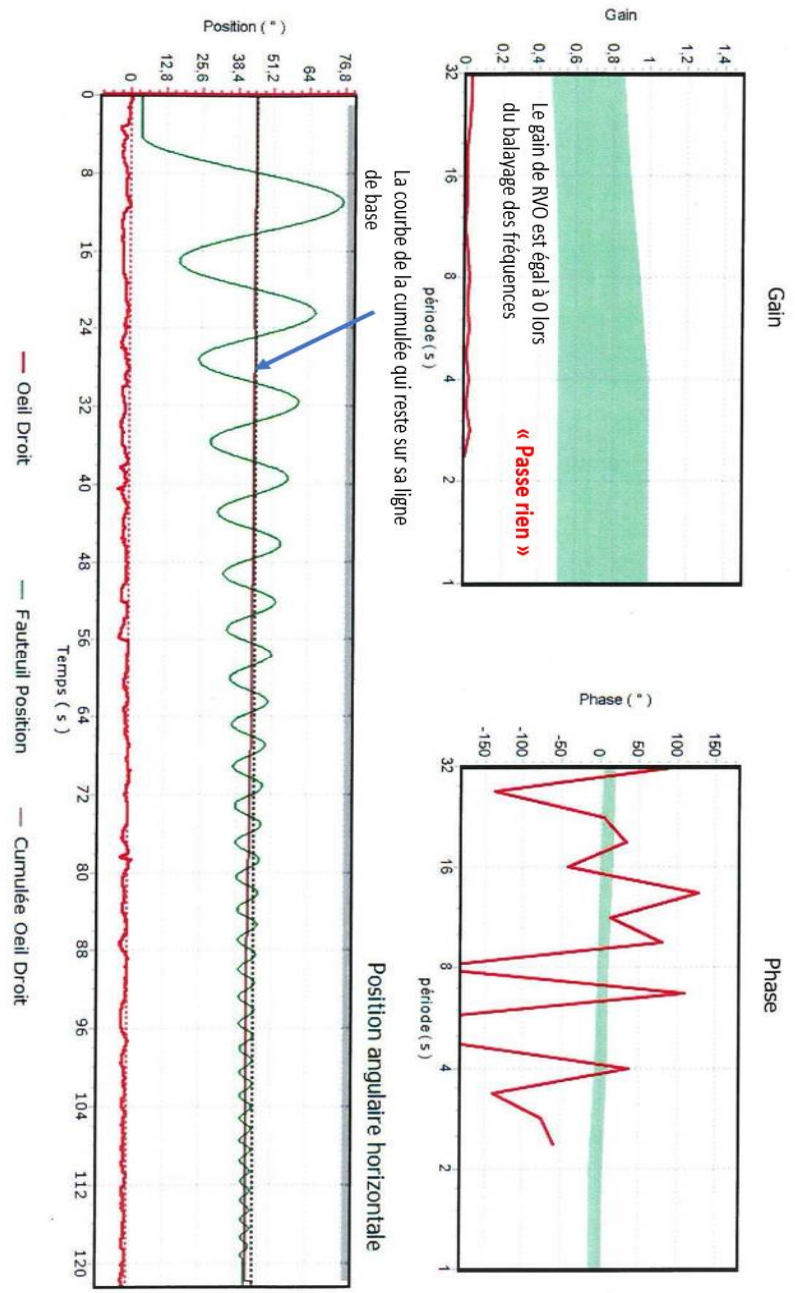 Gain
Gain
1,4
1,2
1
0,8
0,6
0,4
0,2
0
32
16
8
4
2
1
période(s)
Le gain de RVO est égal à 0 lors
du balayage des fréquences
« Passe rien »
Phase
Phase ( ° )
150
100
50
0
-50
-100
-150
32
16
8
4
2
1
période(s)
La courbe de la cumulée qui reste sur sa ligne
de base
Position angulaire horizontale
Position ( ° )
76,8
64
51,2
38,4
25,6
12,8
0
0
8
16
24
32
40
48
56
64
72
80
88
96
104
112
120
Temps ( s )
Oeil Droit
Fauteuil Position
Cumulée Oeil Droit